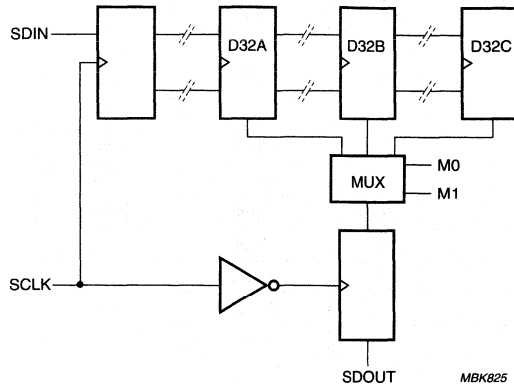 SDIN
D32A
D32B
D32C
MUX
M0
M1
SCLK
SDOUT
MBK825